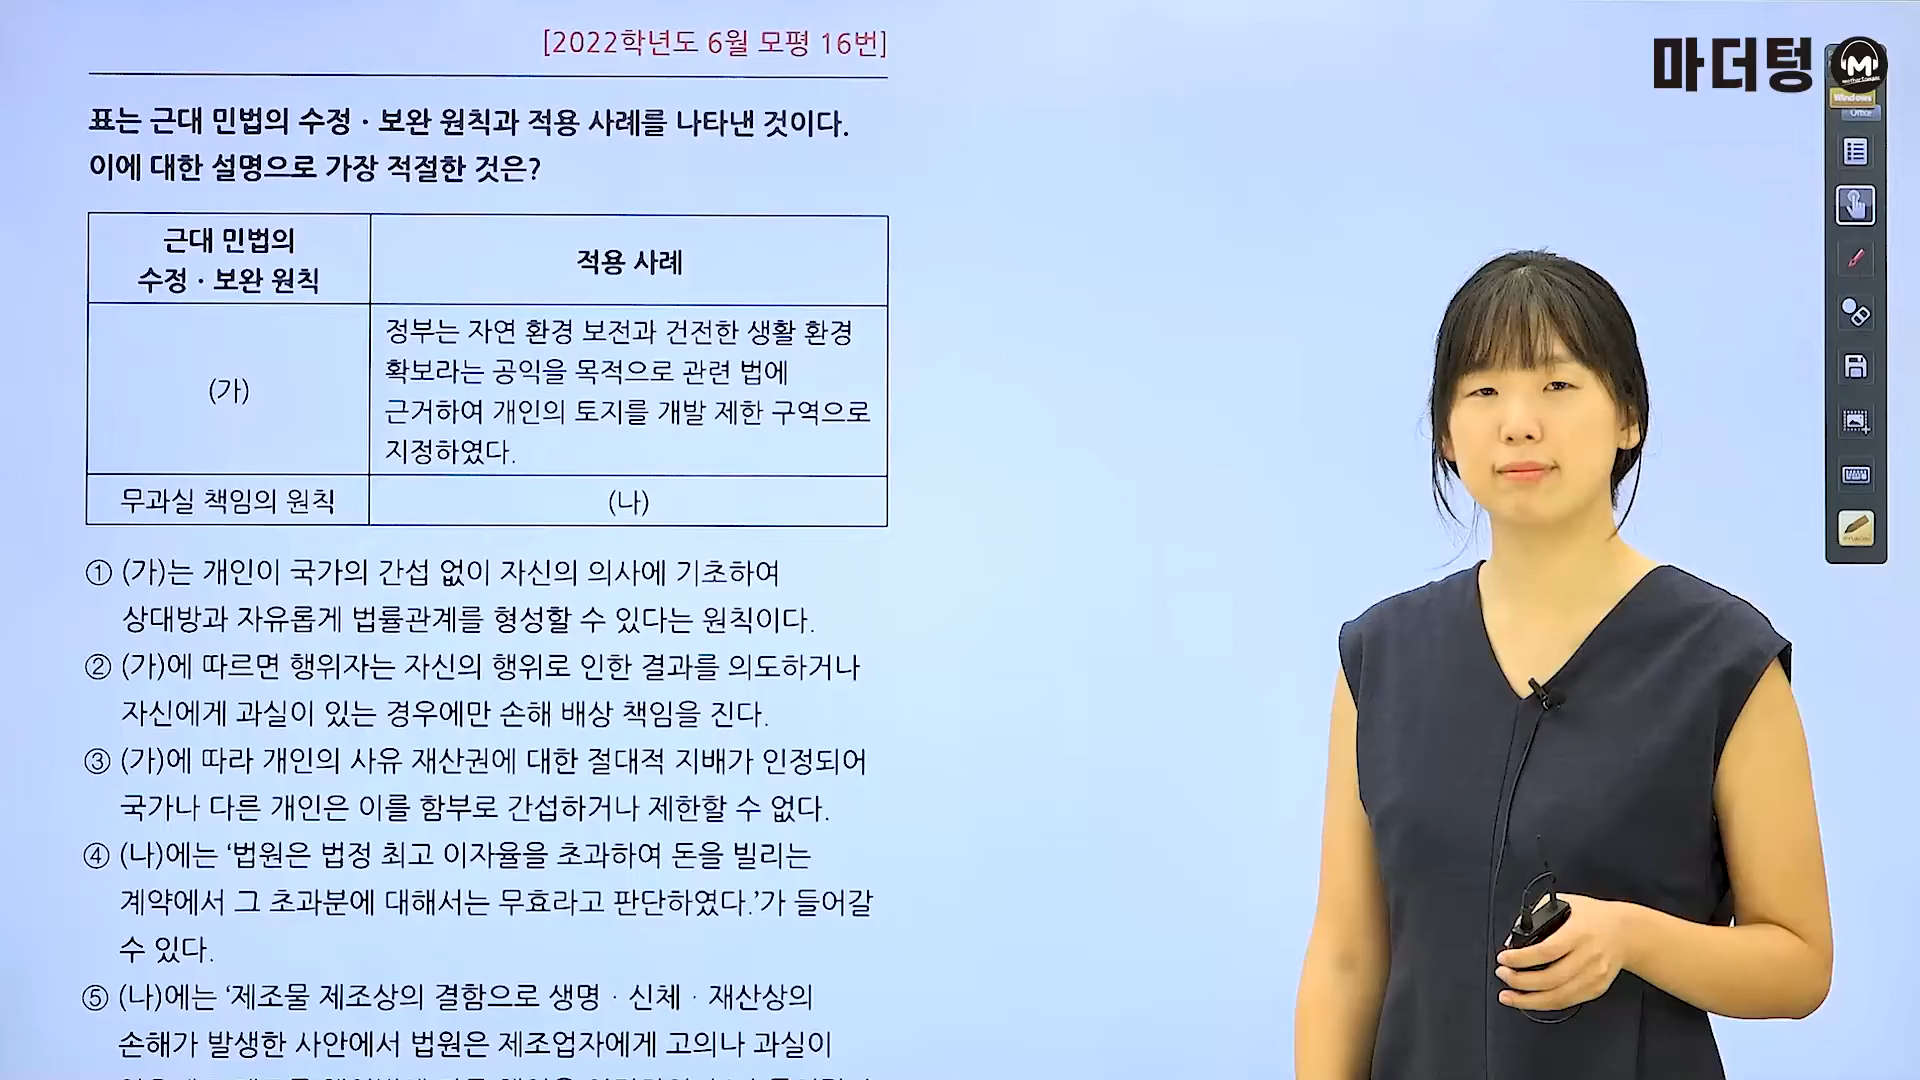 [2022학년도 6월 모평 16번]
마더텅
M
Windows
Office
표는 근대 민법의 수정 · 보완 원칙과 적용 사례를 나타낸 것이다.
이에 대한 설명으로 가장 적절한 것은?
근대 민법의
수정 · 보완 원칙
적용 사례
(가)
정부는 자연 환경 보전과 건전한 생활 환경
확보라는 공익을 목적으로 관련 법에
근거하여 개인의 토지를 개발 제한 구역으로
지정하였다.
무과실 책임의 원칙
(나)
① (가)는 개인이 국가의 간섭 없이 자신의 의사에 기초하여
상대방과 자유롭게 법률관계를 형성할 수 있다는 원칙이다.
② (가)에 따르면 행위자는 자신의 행위로 인한 결과를 의도하거나
자신에게 과실이 있는 경우에만 손해 배상 책임을 진다.
③ (가)에 따라 개인의 사유 재산권에 대한 절대적 지배가 인정되어
국가나 다른 개인은 이를 함부로 간섭하거나 제한할 수 없다.
④ (나)에는 ‘법원은 법정 최고 이자율을 초과하여 돈을 빌리는
계약에서 그 초과분에 대해서는 무효라고 판단하였다.’가 들어갈
수 있다.
⑤ (나)에는 ‘제조물 제조상의 결함으로 생명 · 신체 · 재산상의
손해가 발생한 사안에서 법원은 제조업자에게 고의나 과실이